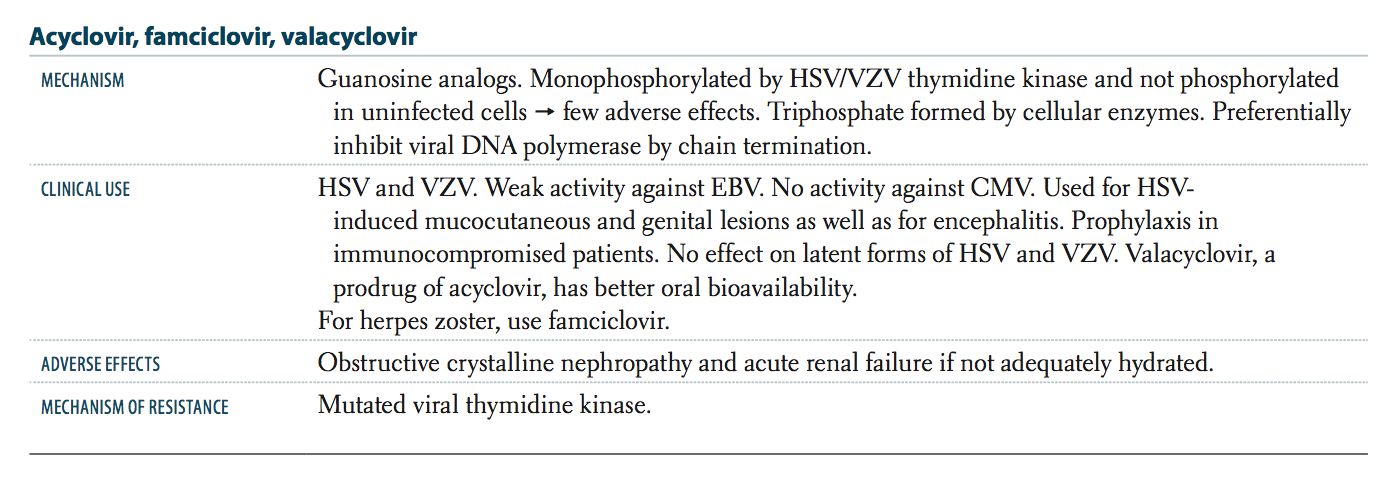 Acyclovir, famciclovir, valacyclovir
MECHANISM
Guanosine analogs. Monophosphorylated by HSV/VZV thymidine kinase and not phosphorylated
in uninfected cells → few adverse effects. Triphosphate formed by cellular enzymes. Preferentially
inhibit viral DNA polymerase by chain termination.
CLINICAL USE
HSV and VZV. Weak activity against EBV. No activity against CMV. Used for HSV-
induced mucocutaneous and genital lesions as well as for encephalitis. Prophylaxis in
immunocompromised patients. No effect on latent forms of HSV and VZV. Valacyclovir, a
prodrug of acyclovir, has better oral bioavailability.
For herpes zoster, use famciclovir.
ADVERSE EFFECTS
Obstructive crystalline nephropathy and acute renal failure if not adequately hydrated.
MECHANISM OF RESISTANCE
Mutated viral thymidine kinase.